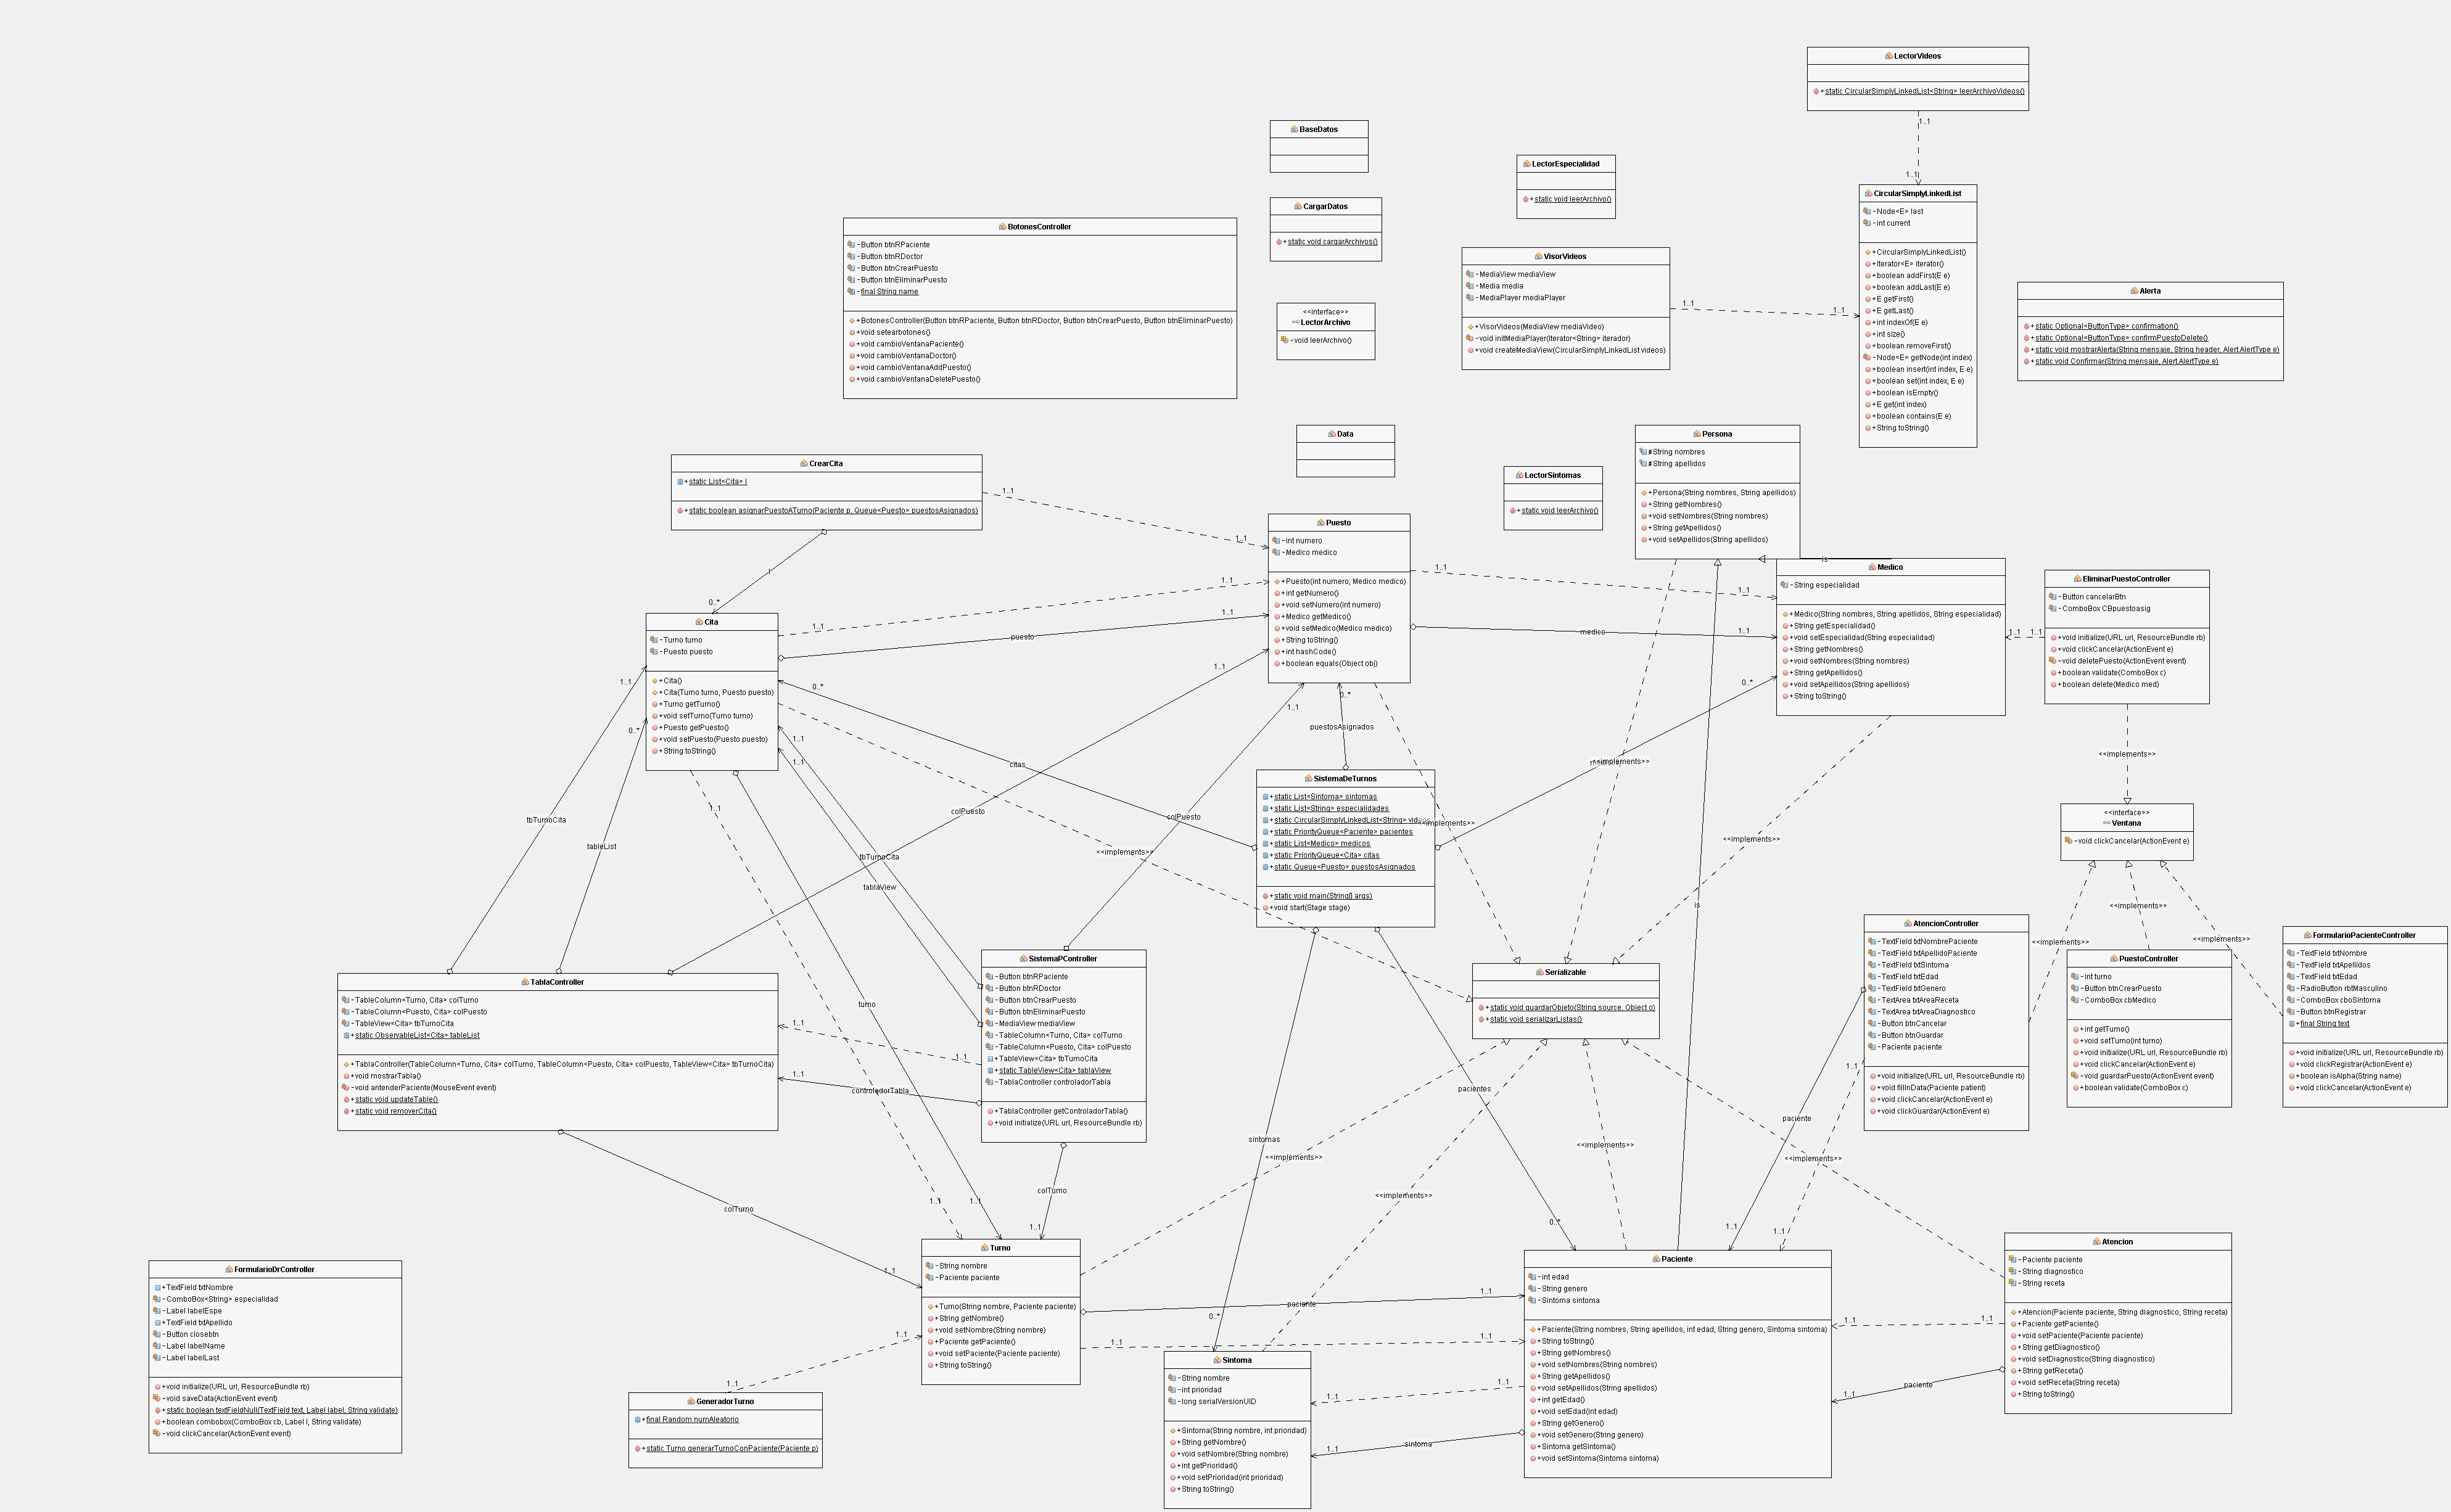 LectorVideos
+static CircularSimplyLinkedList<String> leerArchivoVideos()
1..1
1..1
BaseDatos
LectorEspecialidad
+static void leerArchivo()
CircularSimplyLinkedList
-Node<E> last
-int current
+CircularSimplyLinkedList()
+Iterator<E> iterator()
+boolean addFirst(E e)
+boolean addLast(E e)
+E getFirst()
+E getLast()
+int indexOf(E e)
+int size()
+boolean removeFirst()
-Node<E> getNode(int index)
+boolean insert(int index, E e)
+boolean set(int index, E e)
+boolean isEmpty()
+E get(int index)
+boolean contains(E e)
+String toString()
CargarDatos
+static void cargarArchivos()
BotonesController
-Button btnRPaciente
-Button btnRDoctor
-Button btnCrearPuesto
-Button btnEliminarPuesto
-final String name
+BotonesController(Button btnRPaciente, Button btnRDoctor, Button btnCrearPuesto, Button btnEliminarPuesto)
+void setearbotones()
+void cambioVentanaPaciente()
+void cambioVentanaDoctor()
+void cambioVentanaAddPuesto()
+void cambioVentanaDeletePuesto()
VisorVideos
-MediaView mediaView
-Media media
-MediaPlayer mediaPlayer
+VisorVideos(MediaView mediaVideo)
-void initMediaPlayer(Iterator<String> iterador)
+void createMediaView(CircularSimplyLinkedList videos)
1..1
1..1
Alerta
+static Optional<ButtonType> confirmation()
+static Optional<ButtonType> confirmPuestoDelete()
+static void mostrarAlerta(String mensaje, String header, Alert.AlertType e)
+static void Confirmar(String mensaje, Alert.AlertType e)
<<interface>>
LectorArchivo
-void leerArchivo()
Data
Persona
#String nombres
#String apellidos
+Persona(String nombres, String apellidos)
+String getNombres()
+void setNombres(String nombres)
+String getApellidos()
+void setApellidos(String apellidos)
CrearCita
+static List<Cita> l
+static boolean asignarPuestoATurno(Paciente p, Queue<Puesto> puestosAsignados)
1..1
1..1
l
0..*
LectorSintomas
+static void leerArchivo()
Puesto
-int numero
-Medico medico
+Puesto(int numero, Medico medico)
+int getNumero()
+void setNumero(int numero)
+Medico getMedico()
+void setMedico(Medico medico)
+String toString()
+int hashCode()
+boolean equals(Object obj)
1..1
1..1
medico
1..1
is
Medico
-String especialidad
+Medico(String nombres, String apellidos, String especialidad)
+String getEspecialidad()
+void setEspecialidad(String especialidad)
+String getNombres()
+void setNombres(String nombres)
+String getApellidos()
+void setApellidos(String apellidos)
+String toString()
EliminarPuestoController
-Button cancelarBtn
-ComboBox CBpuestoasig
+void initialize(URL url, ResourceBundle rb)
+void clickCancelar(ActionEvent e)
-void deletePuesto(ActionEvent event)
+boolean validate(ComboBox c)
+boolean delete(Medico med)
1..1
1..1
Cita
-Turno turno
-Puesto puesto
+Cita()
+Cita(Turno turno, Puesto puesto)
+Turno getTurno()
+void setTurno(Turno turno)
+Puesto getPuesto()
+void setPuesto(Puesto puesto)
+String toString()
1..1
1..1
puesto
1..1
1..1
1..1
0..*
0..*
1..1
1..1
1..1
1..1
0..*
0..*
puestosAsignados
citas
colPuesto
colPuesto
tbTurnoCita
tableList
tbTurnoCita
tablaView
<<implements>>
<<implements>>
<<implements>>
<<implements>>
<<implements>>
SistemaDeTurnos
+static List<Sintoma> sintomas
+static List<String> especialidades
+static CircularSimplyLinkedList<String> videos
+static PriorityQueue<Paciente> pacientes
+static List<Medico> medicos
+static PriorityQueue<Cita> citas
+static Queue<Puesto> puestosAsignados
+static void main(String[] args)
+void start(Stage stage)
<<interface>>
Ventana
-void clickCancelar(ActionEvent e)
<<implements>>
<<implements>>
<<implements>>
is
AtencionController
-TextField txtNombrePaciente
-TextField txtApellidoPaciente
-TextField txtSintoma
-TextField txtEdad
-TextField txtGenero
-TextArea txtAreaReceta
-TextArea txtAreaDiagnostico
-Button btnCancelar
-Button btnGuardar
-Paciente paciente
+void initialize(URL url, ResourceBundle rb)
+void fillInData(Paciente patient)
+void clickCancelar(ActionEvent e)
+void clickGuardar(ActionEvent e)
PuestoController
-int turno
-Button btnCrearPuesto
-ComboBox cbMedico
+int getTurno()
+void setTurno(int turno)
+void initialize(URL url, ResourceBundle rb)
+void clickCancelar(ActionEvent e)
-void guardarPuesto(ActionEvent event)
+boolean validate(ComboBox c)
FormularioPacienteController
-TextField txtNombre
-TextField txtApellidos
-TextField txtEdad
-RadioButton rbtMasculino
-ComboBox cboSintoma
-Button btnRegistrar
+final String text
+void initialize(URL url, ResourceBundle rb)
+void clickRegistrar(ActionEvent e)
+boolean isAlpha(String name)
+void clickCancelar(ActionEvent e)
Serializable
+static void guardarObjeto(String source, Object o)
+static void serializarListas()
TablaController
-TableColumn<Turno, Cita> colTurno
-TableColumn<Puesto, Cita> colPuesto
-TableView<Cita> tbTurnoCita
+static ObservableList<Cita> tableList
+TablaController(TableColumn<Turno, Cita> colTurno, TableColumn<Puesto, Cita> colPuesto, TableView<Cita> tbTurnoCita)
+void mostrarTabla()
-void antenderPaciente(MouseEvent event)
+static void updateTable()
+static void removerCita()
SistemaPController
-Button btnRPaciente
-Button btnRDoctor
-Button btnCrearPuesto
-Button btnEliminarPuesto
-MediaView mediaView
-TableColumn<Turno, Cita> colTurno
-TableColumn<Puesto, Cita> colPuesto
+TableView<Cita> tbTurnoCita
+static TableView<Cita> tablaView
-TablaController controladorTabla
+TablaController getControladorTabla()
+void initialize(URL url, ResourceBundle rb)
turno
1..1
1..1
1..1
controledorTabla
pacientes
sintomas
<<implements>>
<<implements>>
<<implements>>
<<implements>>
paciente
1..1
1..1
1..1
colTurno
1..1
colTurno
1..1
1..1
1..1
0..*
0..*
Turno
-String nombre
-Paciente paciente
+Turno(String nombre, Paciente paciente)
+String getNombre()
+void setNombre(String nombre)
+Paciente getPaciente()
+void setPaciente(Paciente paciente)
+String toString()
paciente
1..1
1..1
1..1
Paciente
-int edad
-String genero
-Sintoma sintoma
+Paciente(String nombres, String apellidos, int edad, String genero, Sintoma sintoma)
+String toString()
+String getNombres()
+void setNombres(String nombres)
+String getApellidos()
+void setApellidos(String apellidos)
+int getEdad()
+void setEdad(int edad)
+String getGenero()
+void setGenero(String genero)
+Sintoma getSintoma()
+void setSintoma(Sintoma sintoma)
Atencion
-Paciente paciente
-String diagnostico
-String receta
+Atencion(Paciente paciente, String diagnostico, String receta)
+Paciente getPaciente()
+void setPaciente(Paciente paciente)
+String getDiagnostico()
+void setDiagnostico(String diagnostico)
+String getReceta()
+void setReceta(String receta)
+String toString()
1..1
1..1
paciente
1..1
FormularioDrController
+TextField txtNombre
-ComboBox<String> especialidad
-Label labelEspe
+TextField txtApellido
-Button closebtn
-Label labelName
-Label labelLast
+void initialize(URL url, ResourceBundle rb)
-void saveData(ActionEvent event)
+static boolean textFieldNull(TextField text, Label label, String validate)
+boolean combobox(ComboBox cb, Label l, String validate)
-void clickCancelar(ActionEvent event)
1..1
1..1
GeneradorTurno
+final Random numAleatorio
+static Turno generarTurnoConPaciente(Paciente p)
Sintoma
-String nombre
-int prioridad
-long serialVersionUID
+Sintoma(String nombre, int prioridad)
+String getNombre()
+void setNombre(String nombre)
+int getPrioridad()
+void setPrioridad(int prioridad)
+String toString()
1..1
1..1
sintoma
1..1